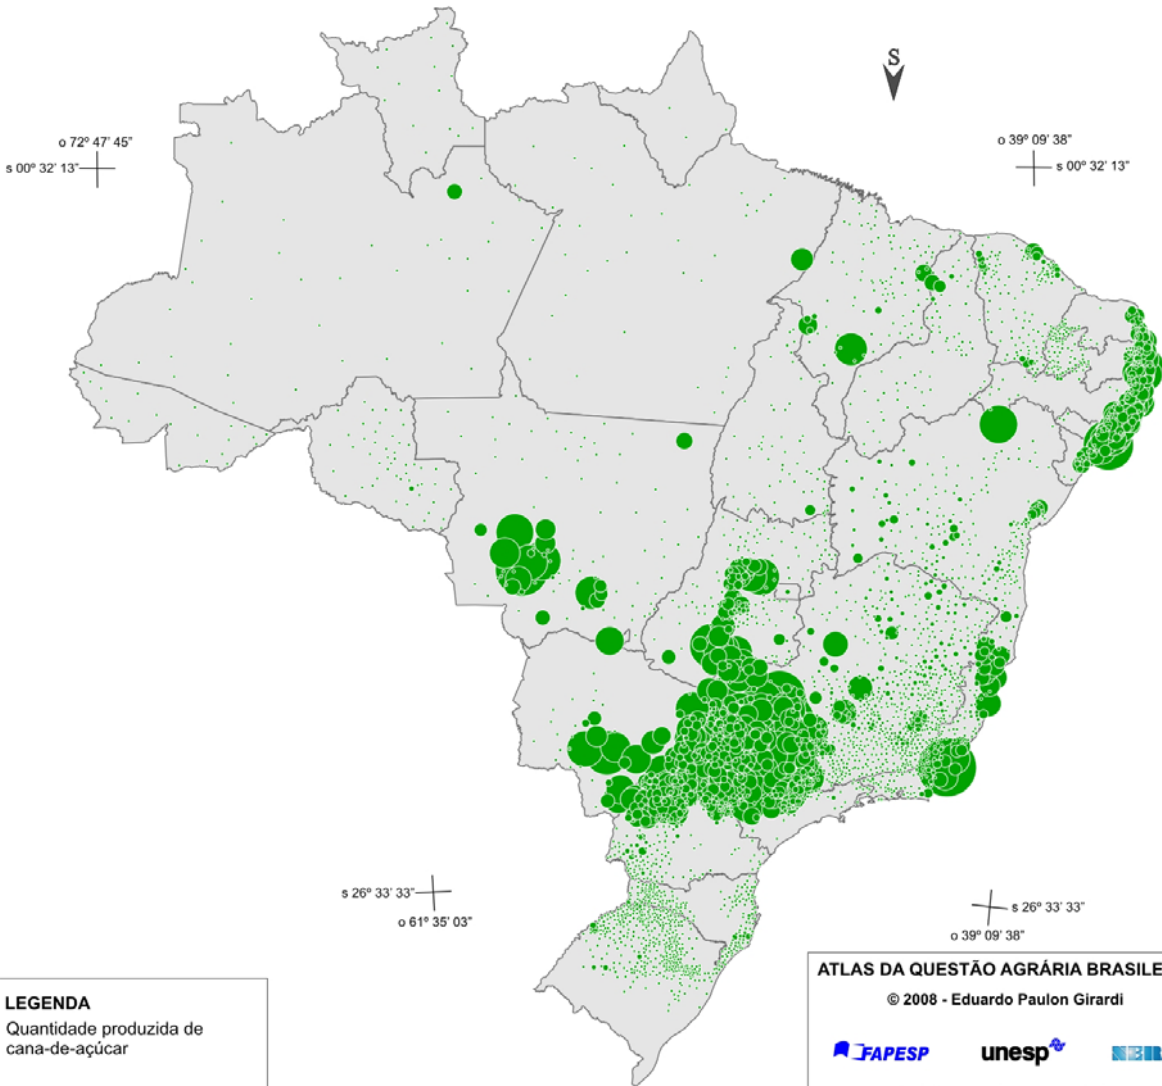 S
o 72º 47' 45"
s 00º 32' 13"
o 39º 09' 38"
s 00º 32' 13"
s 26º 33' 33"
o 61º 35' 03"
s 26º 33' 33"
o 39º 09' 38"
LEGENDA
Quantidade produzida de
cana-de-açúcar
ATLAS DA QUESTÃO AGRÁRIA BRASILE
© 2008 - Eduardo Paulon Girardi
FAPESP
unesp